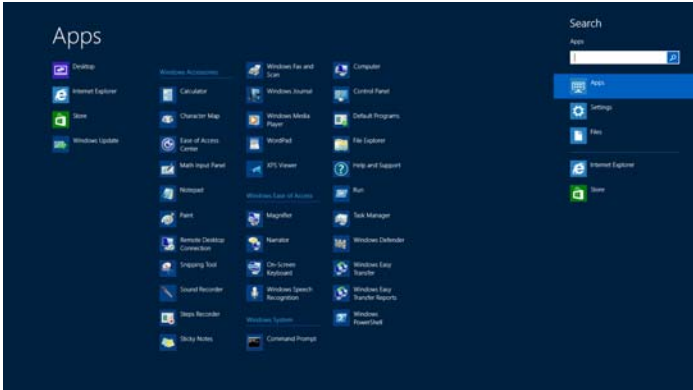 Apps
Desktop
Internet Explorer
Store
Windows Update
Windows Accessories
Calculator
Character Map
Ease of Access
Center
Math Input Panel
Notepad
Paint
Remote Desktop
Connection
Snipping Tool
Sound Recorder
Steps Recorder
Sticky Notes
Windows Fax and
Scan
Windows Journal
Windows Media
Player
WordPad
XPS Viewer
Windows Ease of Access
Magnifier
Narrator
On-Screen
Keyboard
Windows Speech
Recognition
Windows System
Command Prompt
Computer
Control Panel
Default Programs
File Explorer
Help and Support
Run
Task Manager
Windows Defender
Windows Easy
Transfer
Windows Easy
Transfer Reports
Windows
PowerShell
Search
Apps
Apps
Settings
Files
Internet Explorer
Store